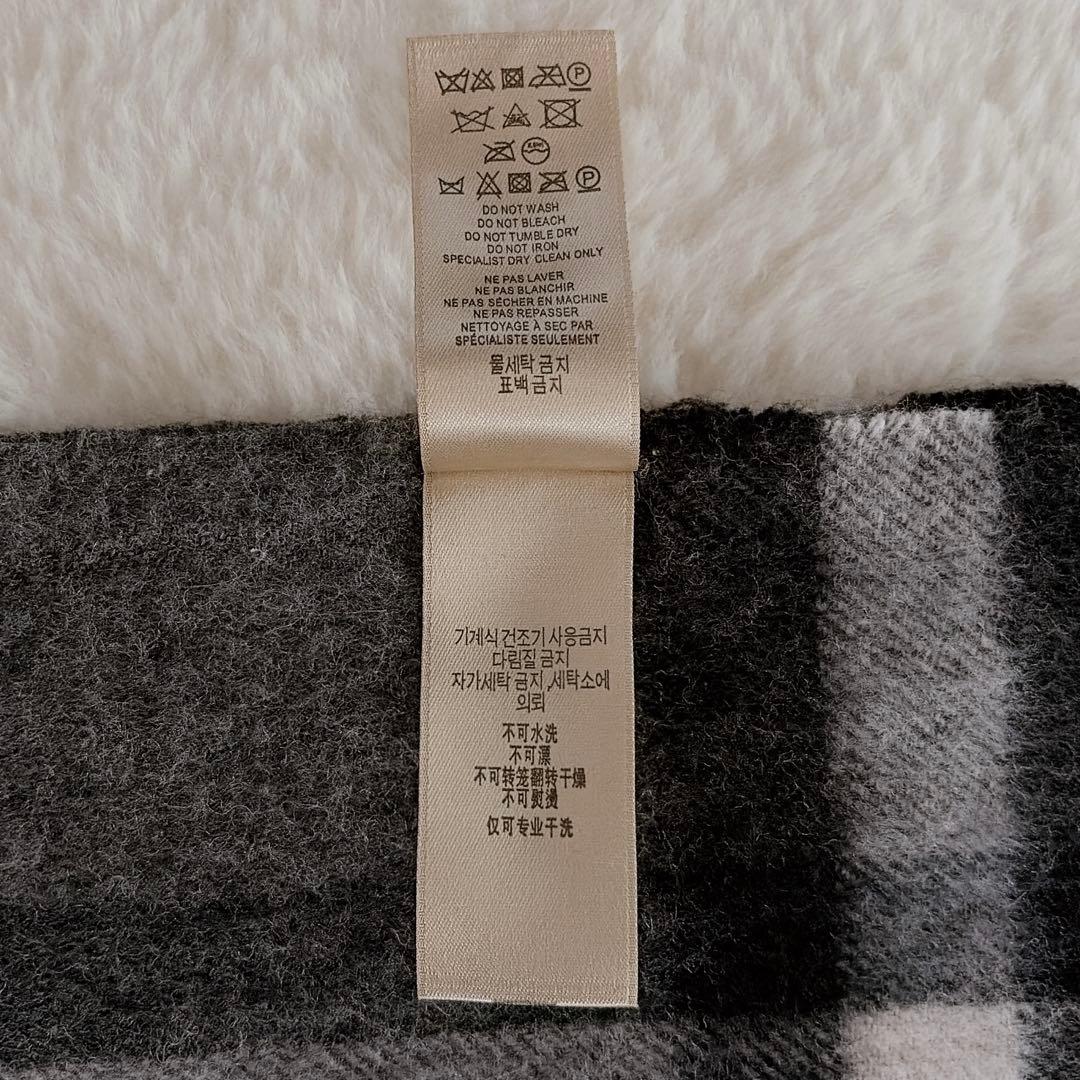 P
P
DO NOT WASH
DO NOT BLEACH
DO NOT TUMBLE DRY
DO NOT IRON
SPECIALIST DRY CLEAN ONLY
NE PAS LAVER
NE PAS BLANCHIR
NE PAS SÉCHER EN MACHINE
NE PAS REPASSER
NETTOYAGE À SEC PAR
SPÉCIALISTE SEULEMENT
물세탁 금지
표백 금지
기계식 건조기 사응금지
다림질 금지
자가세탁 금지 ,세탁소에
의뢰
不可水洗
不可漂
不可转笼翻转干燥
不可熨烫
仅可专业干洗